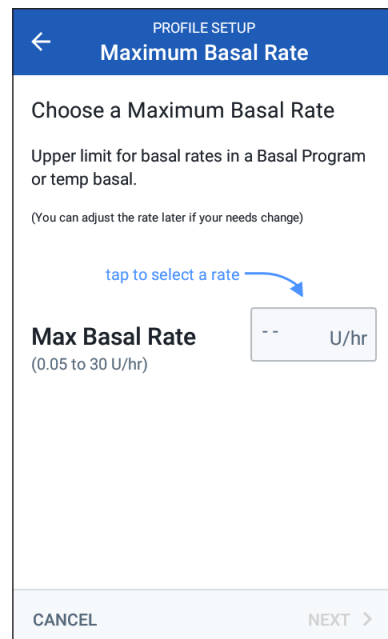 PROFILE SETUP
Maximum Basal Rate
Choose a Maximum Basal Rate
Upper limit for basal rates in a Basal Program
or temp basal.
(You can adjust the rate later if your needs change)
tap to select a rate
Max Basal Rate
-- U/hr
(0.05 to 30 U/hr)
CANCEL
NEXT